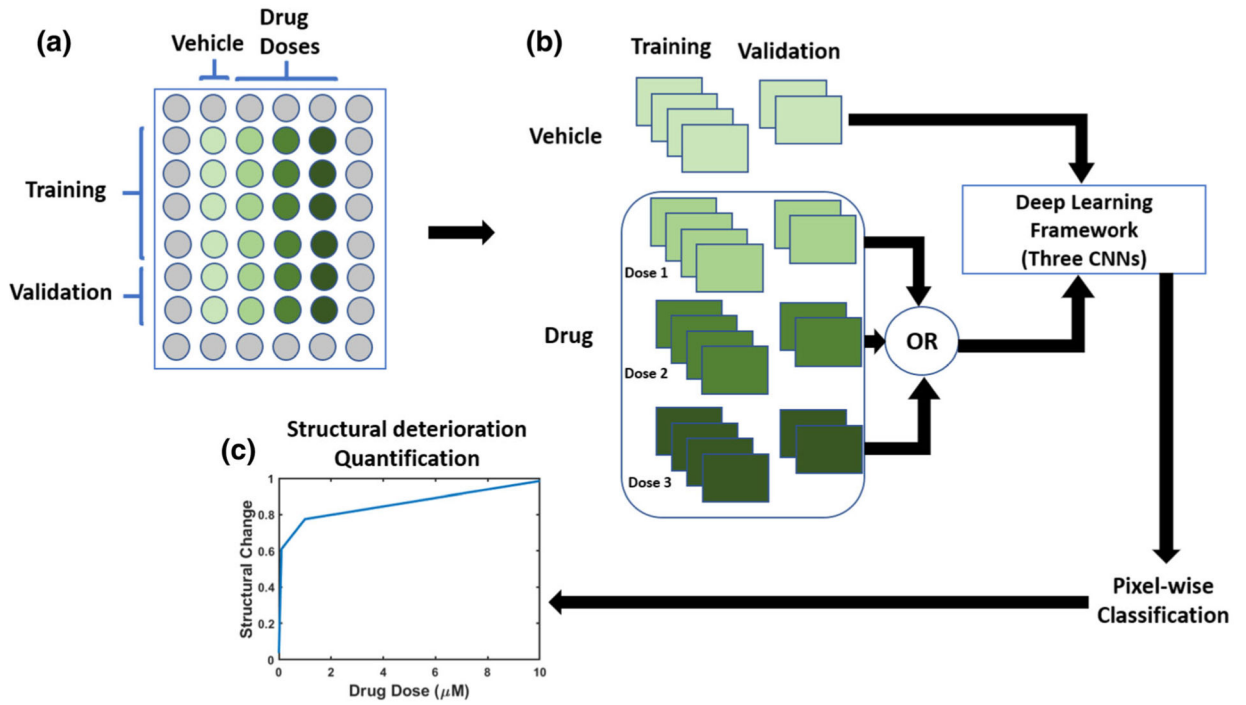 (a)
Vehicle
Drug
Doses
Training
Validation
(b)
Training
Validation
Vehicle
Drug
Dose 1
Dose 2
Dose 3
OR
Deep Learning
Framework
(Three CNNs)
Pixel-wise
Classification
(c)
Structural deterioration
Quantification
Structural Change
1
0.8
0.6
0.4
0.2
0
0
2
4
6
8
10
Drug Dose (μM)